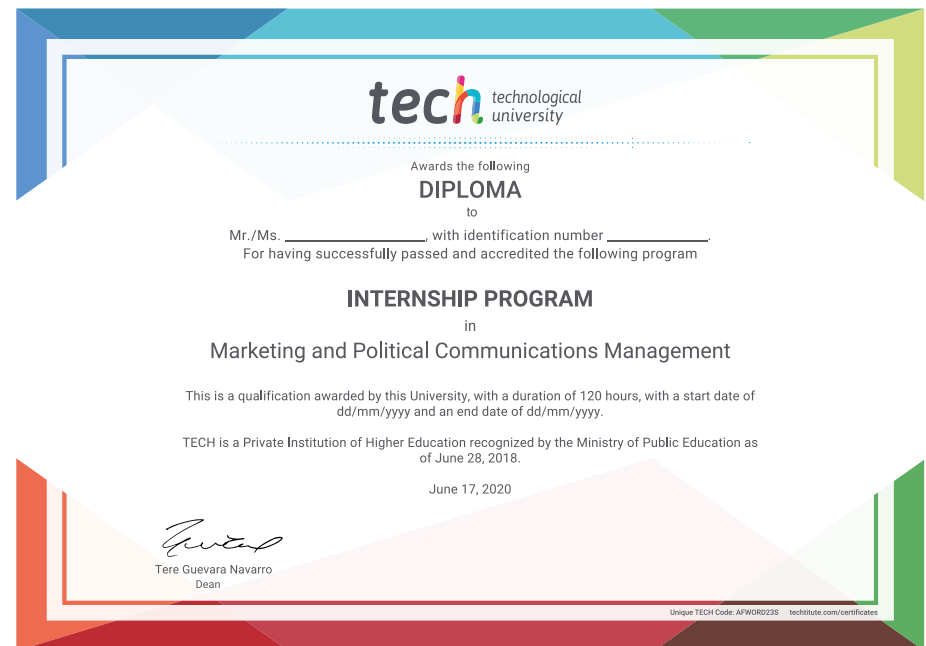 tech technological
university
Awards the following
DIPLOMA
to
Mr./Ms. ____________________, with identification number ______________.
For having successfully passed and accredited the following program
INTERNSHIP PROGRAM
in
Marketing and Political Communications Management
This is a qualification awarded by this University, with a duration of 120 hours, with a start date of
dd/mm/yyyy and an end date of dd/mm/yyyy.
TECH is a Private Institution of Higher Education recognized by the Ministry of Public Education as
of June 28, 2018.
June 17, 2020
Tere Guevara Navarro
Dean
Unique TECH Code: AFWORD23S techtitute.com/certificates